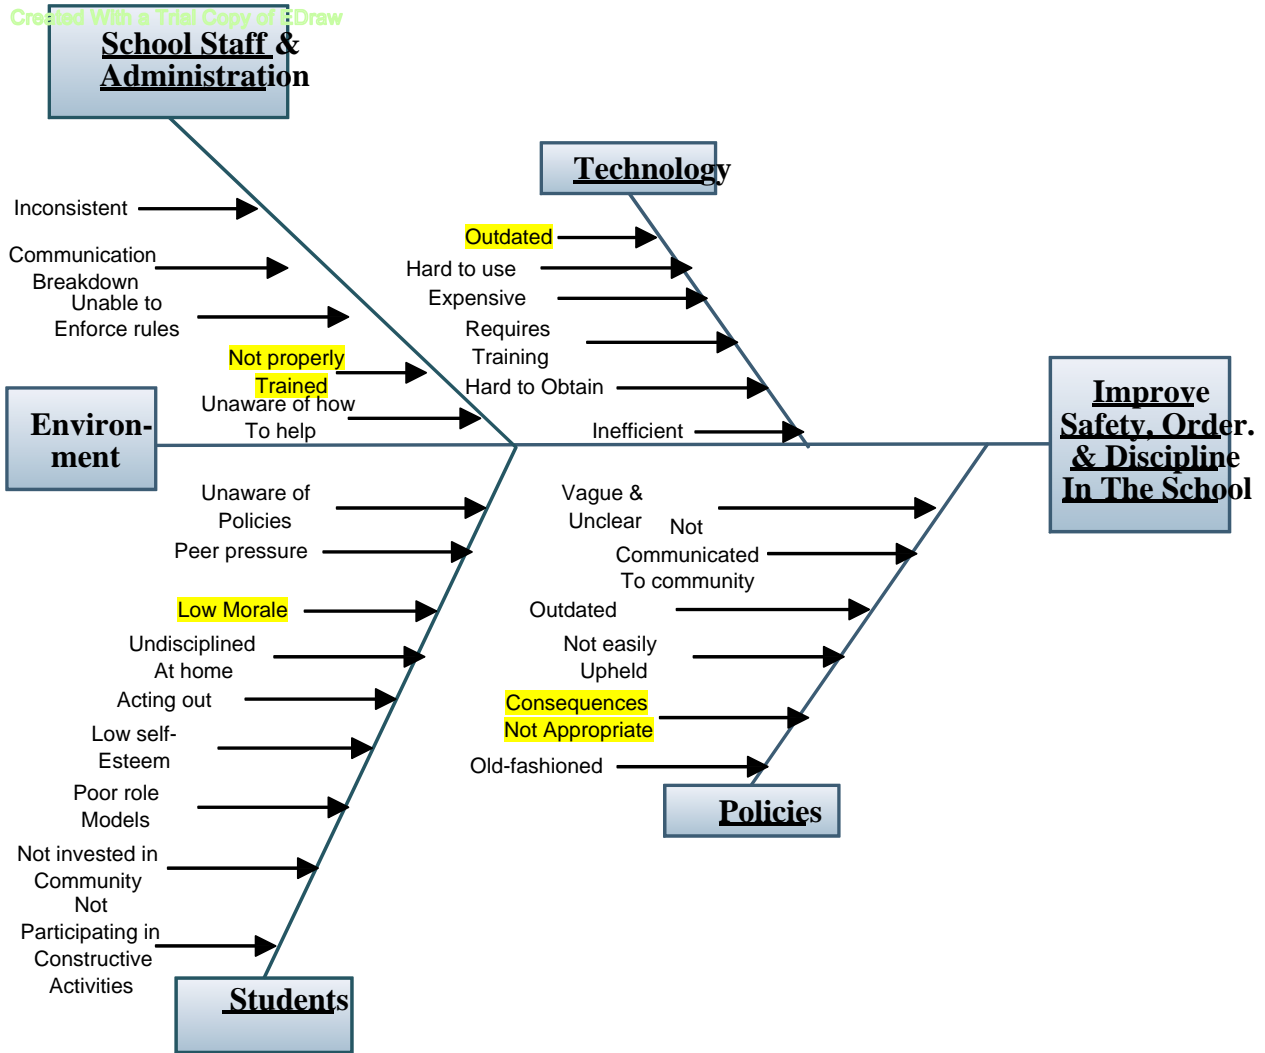 Created With a Trial Copy of EDraw
School Staff &
Administration
Technology
Inconsistent
Communication
Breakdown
Unable to
Enforce rules
Not properly
Trained
Unaware of how
To help
Outdated
Hard to use
Expensive
Requires
Training
Hard to Obtain
Inefficient
Environ-
ment
Improve
Safety, Order.
& Discipline
In The School
Unaware of
Policies
Peer pressure
Low Morale
Undisciplined
At home
Acting out
Low self-
Esteem
Poor role
Models
Not invested in
Community
Not
Participating in
Constructive
Activities
Students
Vague &
Unclear
Not
Communicated
To community
Outdated
Not easily
Upheld
Consequences
Not Appropriate
Old-fashioned
Policies